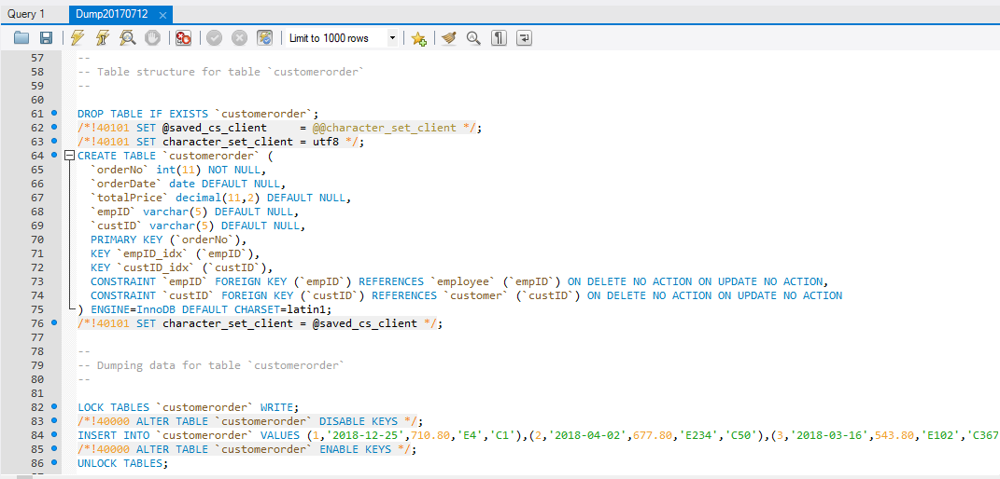 Query 1 Dump20170712 ×
Limit to 1000 rows
57 --
58 -- Table structure for table `customerorder`
59 --
60
61 DROP TABLE IF EXISTS `customerorder`;
62 /*!40101 SET @saved_cs_client     = @@character_set_client */;
63 /*!40101 SET character_set_client = utf8 */;
64 CREATE TABLE `customerorder` (
65   `orderNo` int(11) NOT NULL,
66   `orderDate` date DEFAULT NULL,
67   `totalPrice` decimal(11,2) DEFAULT NULL,
68   `empID` varchar(5) DEFAULT NULL,
69   `custID` varchar(5) DEFAULT NULL,
70   PRIMARY KEY (`orderNo`),
71   KEY `empID_idx` (`empID`),
72   KEY `custID_idx` (`custID`),
73   CONSTRAINT `empID` FOREIGN KEY (`empID`) REFERENCES `employee` (`empID`) ON DELETE NO ACTION ON UPDATE NO ACTION,
74   CONSTRAINT `custID` FOREIGN KEY (`custID`) REFERENCES `customer` (`custID`) ON DELETE NO ACTION ON UPDATE NO ACTION
75 ) ENGINE=InnoDB DEFAULT CHARSET=latin1;
76 /*!40101 SET character_set_client = @saved_cs_client */;
77
78 --
79 -- Dumping data for table `customerorder`
80 --
81
82 LOCK TABLES `customerorder` WRITE;
83 /*!40000 ALTER TABLE `customerorder` DISABLE KEYS */;
84 INSERT INTO `customerorder` VALUES (1,'2018-12-25',710.80,'E4','C1'),(2,'2018-04-02',677.80,'E234','C50'),(3,'2018-03-16',543.80,'E102','C367
85 /*!40000 ALTER TABLE `customerorder` ENABLE KEYS */;
86 UNLOCK TABLES;